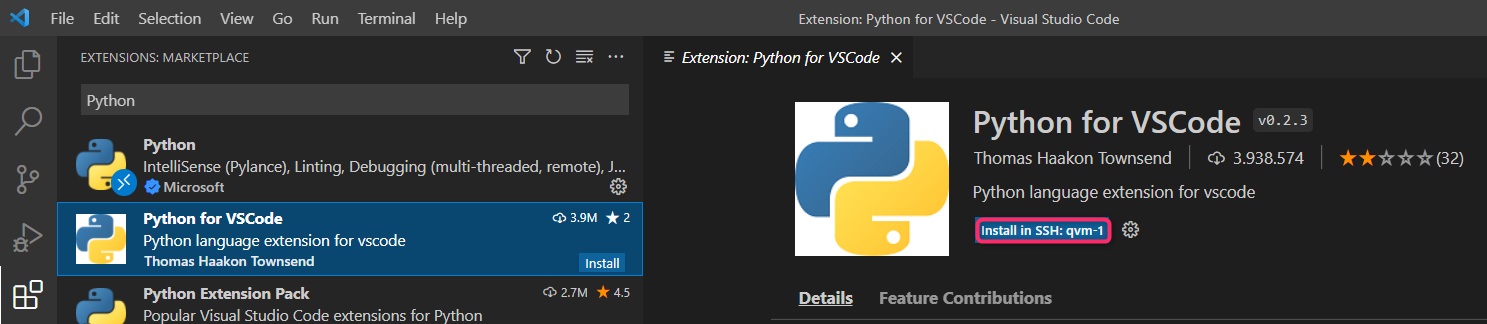 File Edit Selection View Go Run Terminal Help
Extension: Python for VSCode - Visual Studio Code
EXTENSIONS: MARKETPLACE
Python
Python
IntelliSense (Pylance), Linting, Debugging (multi-threaded, remote), J...
Microsoft
Python for VSCode 3.9M 2
Python language extension for vscode
Thomas Haakon Townsend Install
Python Extension Pack 2.7M 4.5
Popular Visual Studio Code extensions for Python
Extension: Python for VSCode
Python for VSCode v0.2.3
Thomas Haakon Townsend 3.938.574 (32)
Python language extension for vscode
Install in SSH: qvm-1
Details Feature Contributions